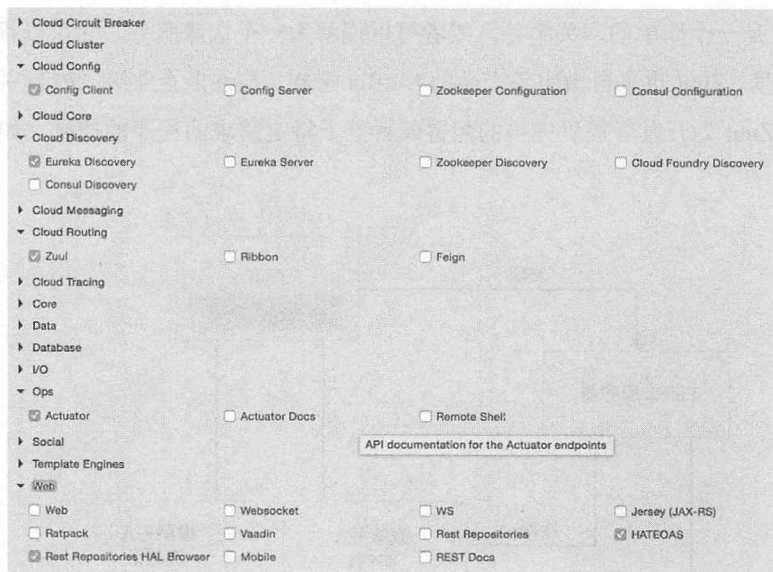 Cloud Circuit Breaker
Cloud Cluster
Cloud Config
Config Client Config Server Zookeeper Configuration Consul Configuration
Cloud Core
Cloud Discovery
Eureka Discovery Eureka Server Zookeeper Discovery Cloud Foundry Discovery
Consul Discovery
Cloud Messaging
Cloud Routing
Zuul Ribbon Feign
Cloud Tracing
Core
Data
Database
I/O
Ops
Actuator Actuator Docs Remote Shell
Social
API documentation for the Actuator endpoints
Template Engines
Web
Web Websocket WS Jersey (JAX-RS)
Ratpack Vaadin Rest Repositories HATEOAS
Rest Repositories HAL Browser Mobile REST Docs